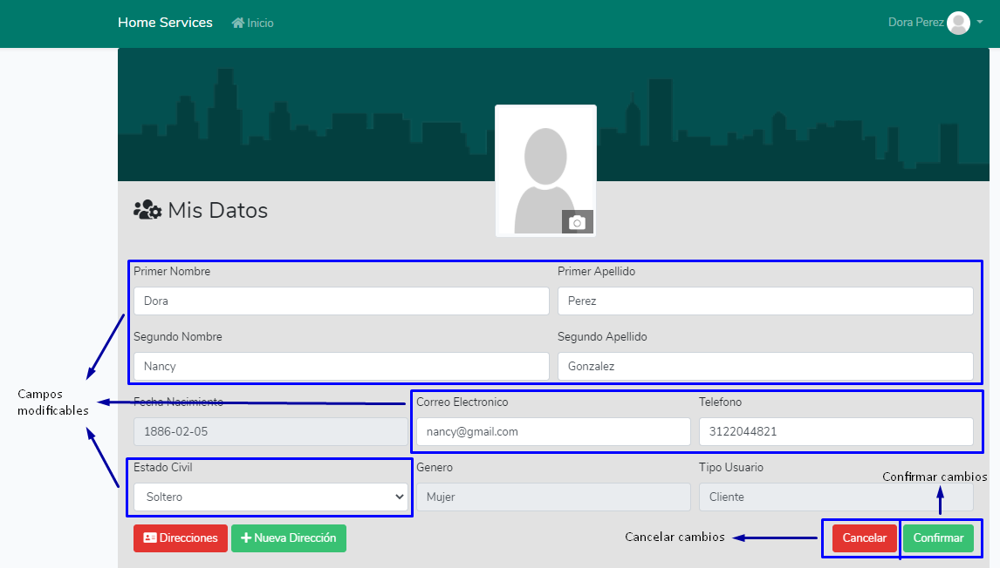 Home Services Inicio Dora Perez
Mis Datos
Primer Nombre Primer Apellido
Dora Perez
Segundo Nombre Segundo Apellido
Nancy Gonzalez
Campos
modificables
Fecha Nacimiento Correo Electronico Telefono
1886-02-05 nancy@gmail.com 3122044821
Estado Civil Genero Tipo Usuario
Confirmar cambios
Soltero Mujer Cliente
Direcciones Nueva Dirección Cancelar cambios Cancelar Confirmar